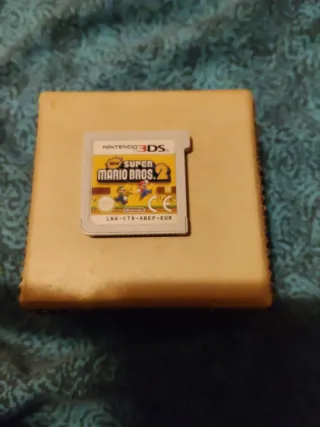 NINTENDO 3DS
NEW SUPER
MARIO BROS. 2
CE
LNA-CTR-ABEP-EUR